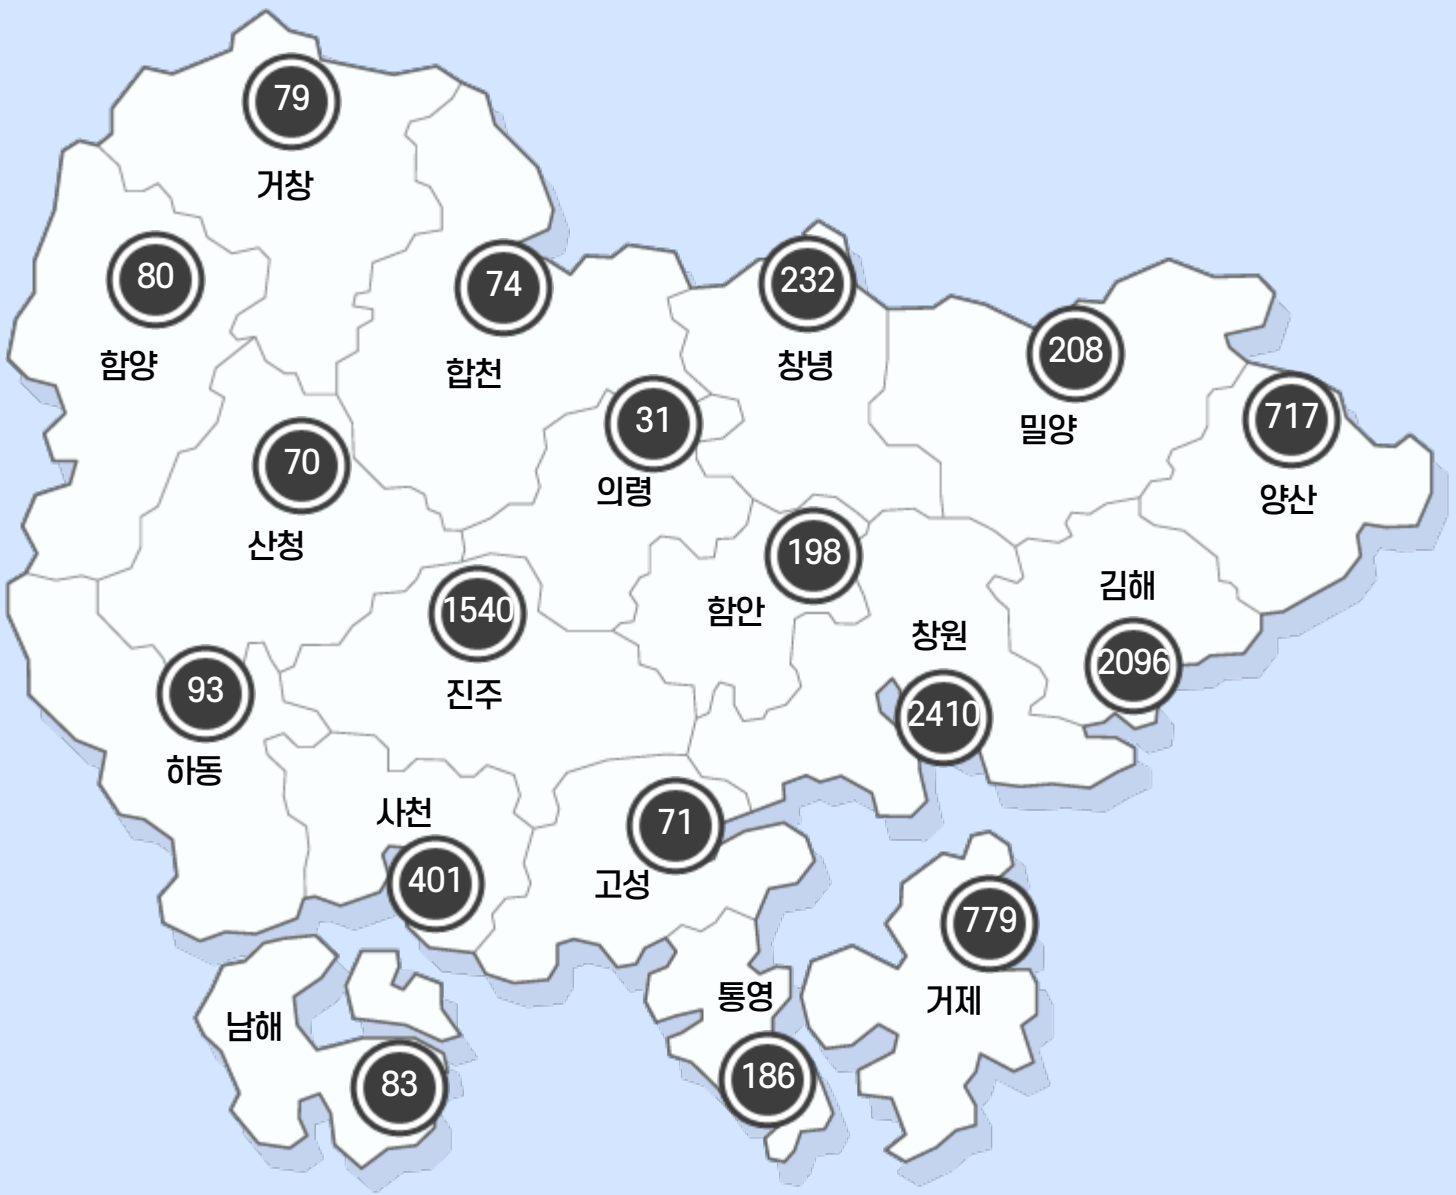 79
거창
80
함양
74
합천
232
창녕
208
밀양
717
양산
31
의령
70
산청
198
함안
김해
2096
1540
진주
창원
2410
93
하동
사천
401
71
고성
779
거제
통영
186
남해
83